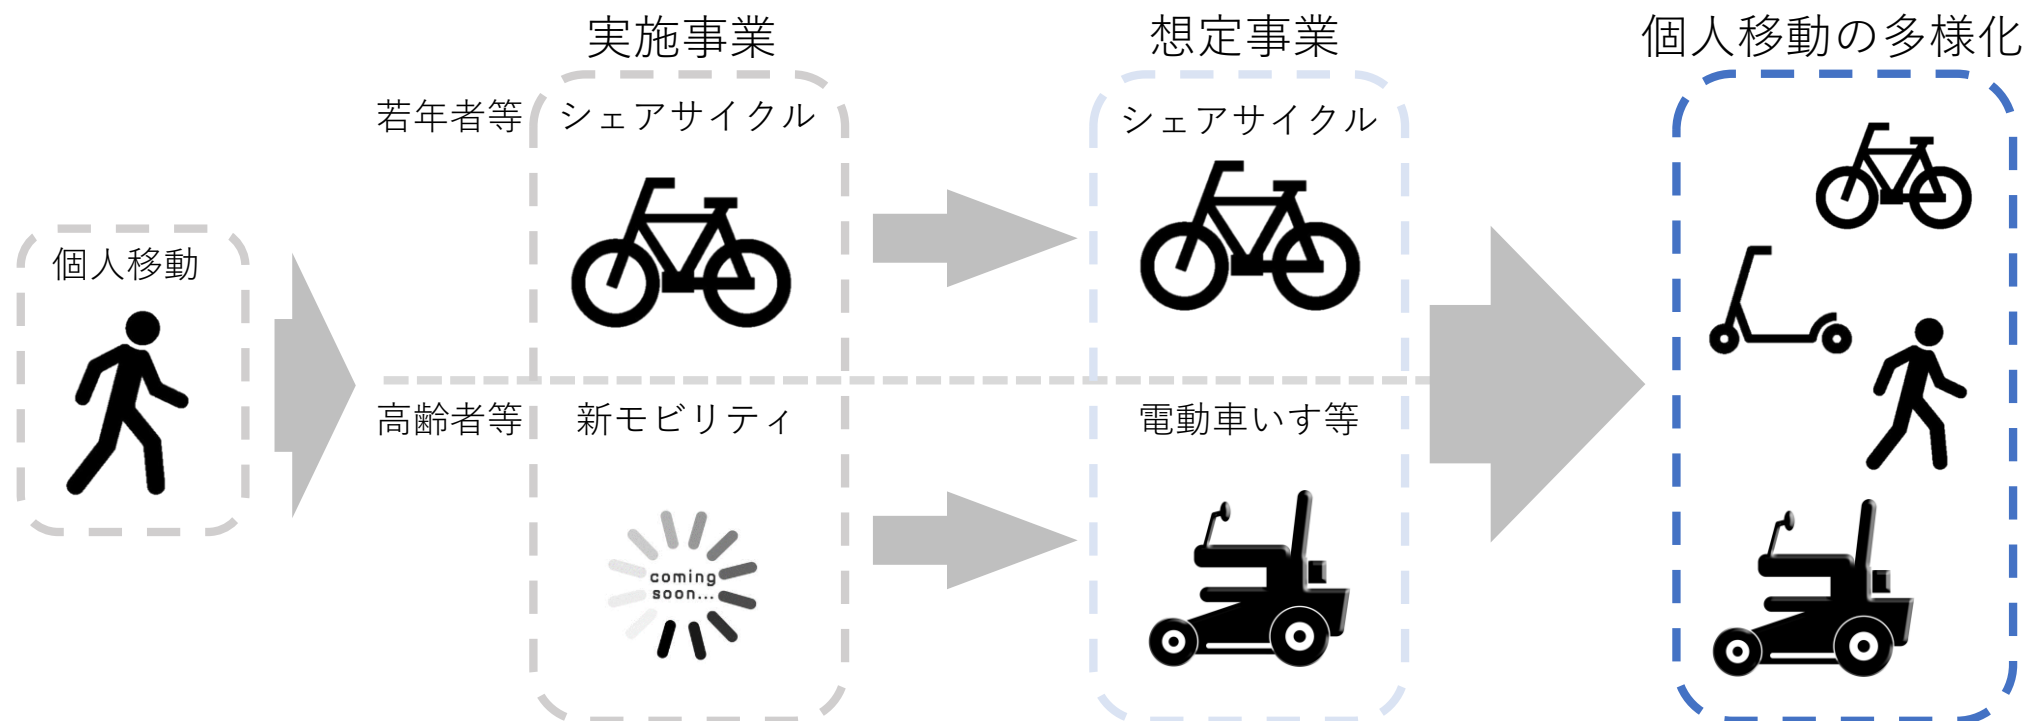 実施事業
想定事業
個人移動の多様化
若年者等
シェアサイクル
シェアサイクル
個人移動
高齢者等
新モビリティ
電動車いす等
coming
soon...